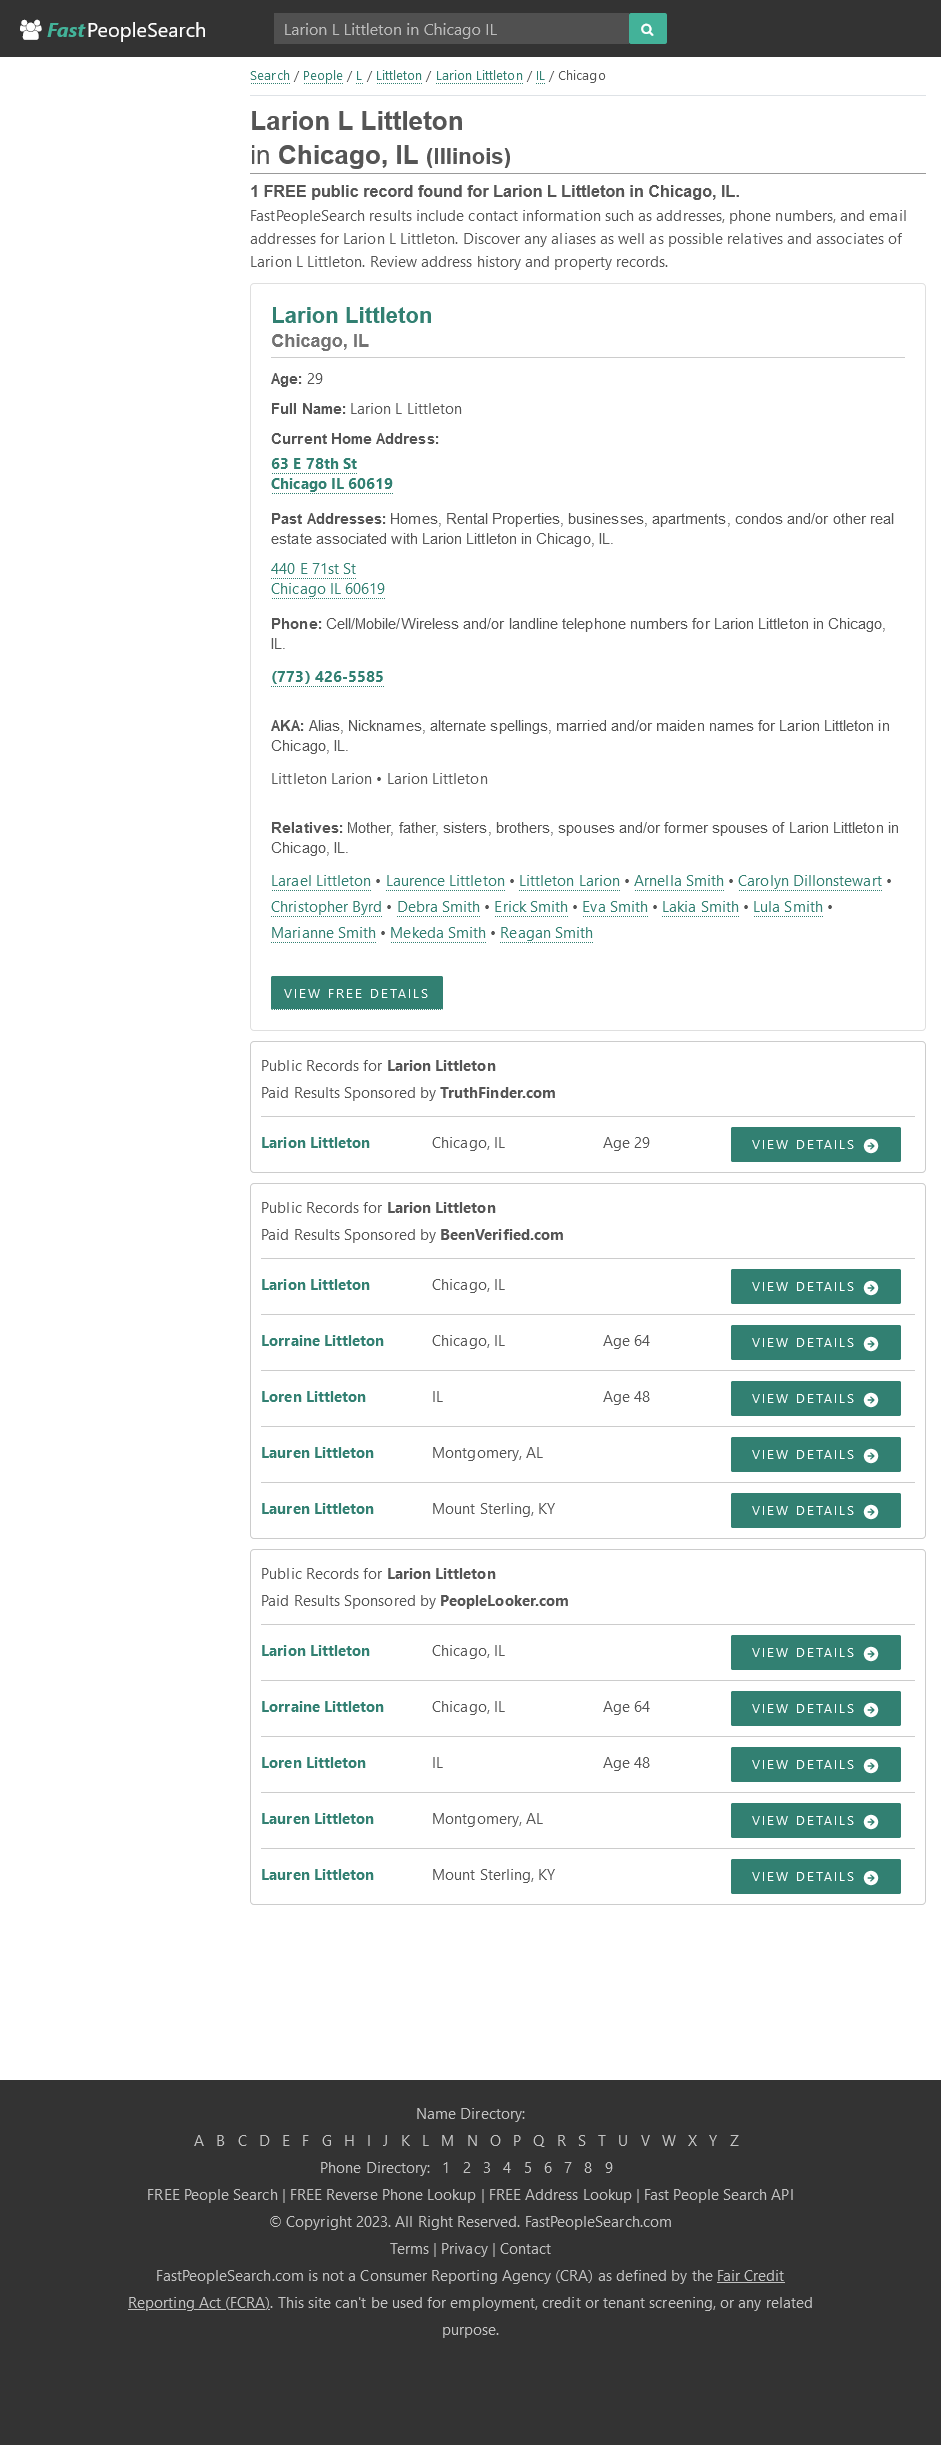 FastPeopleSearch
Larion L Littleton in Chicago IL
Search / People / L / Littleton / Larion Littleton / IL / Chicago
Larion L Littleton
in Chicago, IL (Illinois)
1 FREE public record found for Larion L Littleton in Chicago, IL.
FastPeopleSearch results include contact information such as addresses, phone numbers, and email
addresses for Larion L Littleton. Discover any aliases as well as possible relatives and associates of
Larion L Littleton. Review address history and property records.
Larion Littleton
Chicago, IL
Age: 29
Full Name: Larion L Littleton
Current Home Address:
63 E 78th St
Chicago IL 60619
Past Addresses: Homes, Rental Properties, businesses, apartments, condos and/or other real
estate associated with Larion Littleton in Chicago, IL.
440 E 71st St
Chicago IL 60619
Phone: Cell/Mobile/Wireless and/or landline telephone numbers for Larion Littleton in Chicago,
IL.
(773) 426-5585
AKA: Alias, Nicknames, alternate spellings, married and/or maiden names for Larion Littleton in
Chicago, IL.
Littleton Larion • Larion Littleton
Relatives: Mother, father, sisters, brothers, spouses and/or former spouses of Larion Littleton in
Chicago, IL.
Larael Littleton • Laurence Littleton • Littleton Larion • Arnella Smith • Carolyn Dillonstewart •
Christopher Byrd • Debra Smith • Erick Smith • Eva Smith • Lakia Smith • Lula Smith •
Marianne Smith • Mekeda Smith • Reagan Smith
VIEW FREE DETAILS
Public Records for Larion Littleton
Paid Results Sponsored by TruthFinder.com
Larion Littleton Chicago, IL Age 29 VIEW DETAILS
Public Records for Larion Littleton
Paid Results Sponsored by BeenVerified.com
Larion Littleton Chicago, IL VIEW DETAILS
Lorraine Littleton Chicago, IL Age 64 VIEW DETAILS
Loren Littleton IL Age 48 VIEW DETAILS
Lauren Littleton Montgomery, AL VIEW DETAILS
Lauren Littleton Mount Sterling, KY VIEW DETAILS
Public Records for Larion Littleton
Paid Results Sponsored by PeopleLooker.com
Larion Littleton Chicago, IL VIEW DETAILS
Lorraine Littleton Chicago, IL Age 64 VIEW DETAILS
Loren Littleton IL Age 48 VIEW DETAILS
Lauren Littleton Montgomery, AL VIEW DETAILS
Lauren Littleton Mount Sterling, KY VIEW DETAILS
Name Directory:
A B C D E F G H I J K L M N O P Q R S T U V W X Y Z
Phone Directory: 1 2 3 4 5 6 7 8 9
FREE People Search | FREE Reverse Phone Lookup | FREE Address Lookup | Fast People Search API
© Copyright 2023. All Right Reserved. FastPeopleSearch.com
Terms | Privacy | Contact
FastPeopleSearch.com is not a Consumer Reporting Agency (CRA) as defined by the Fair Credit
Reporting Act (FCRA). This site can't be used for employment, credit or tenant screening, or any related
purpose.